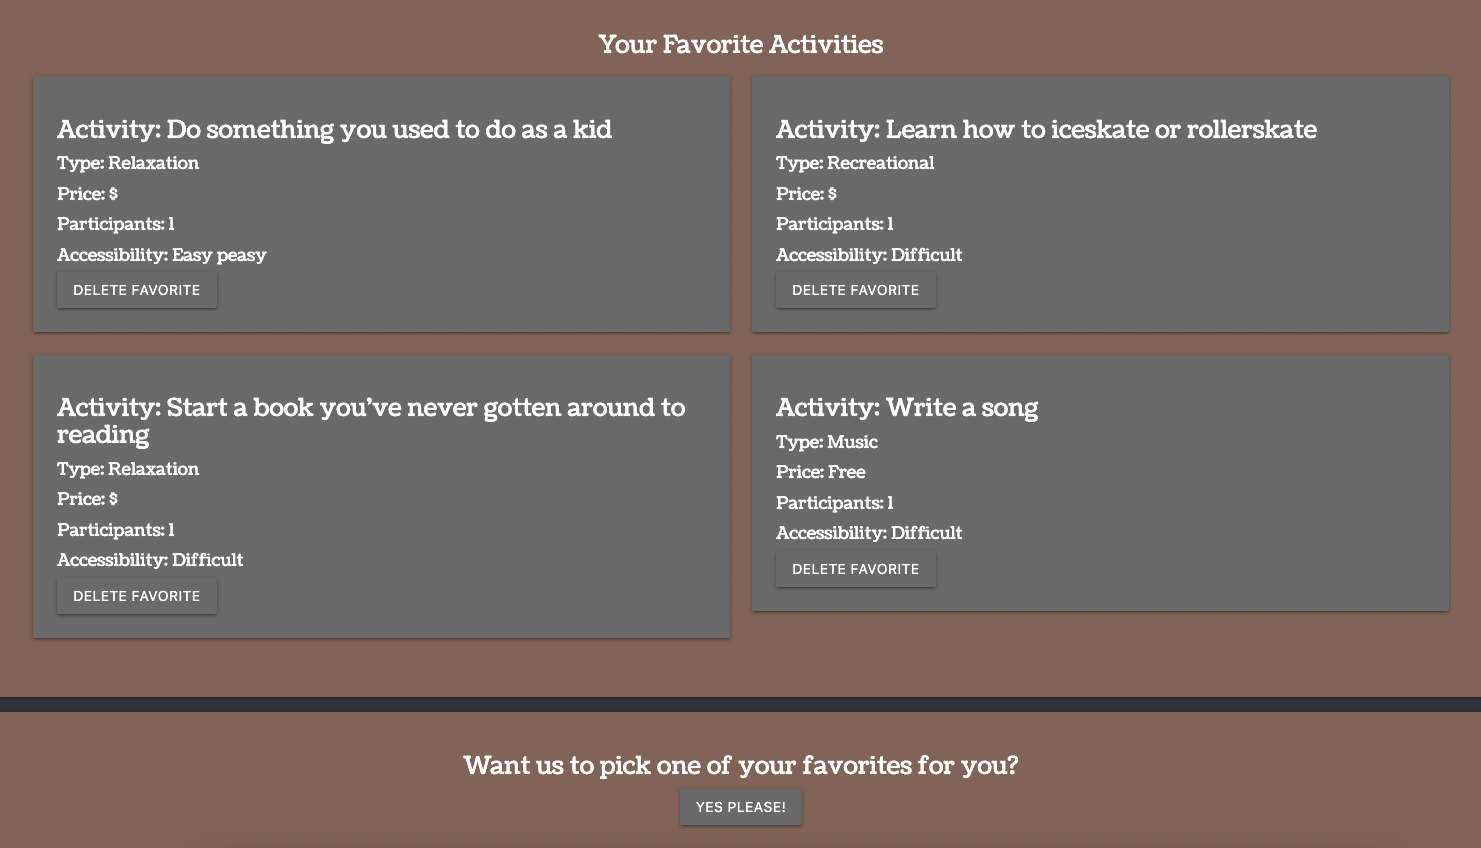 Your Favorite Activities
Activity: Do something you used to do as a kid
Type: Relaxation
Price: $
Participants: 1
Accessibility: Easy peasy
DELETE FAVORITE
Activity: Learn how to iceskate or rollerskate
Type: Recreational
Price: $
Participants: 1
Accessibility: Difficult
DELETE FAVORITE
Activity: Start a book you've never gotten around to
reading
Type: Relaxation
Price: $
Participants: 1
Accessibility: Difficult
DELETE FAVORITE
Activity: Write a song
Type: Music
Price: Free
Participants: 1
Accessibility: Difficult
DELETE FAVORITE
Want us to pick one of your favorites for you?
YES PLEASE!